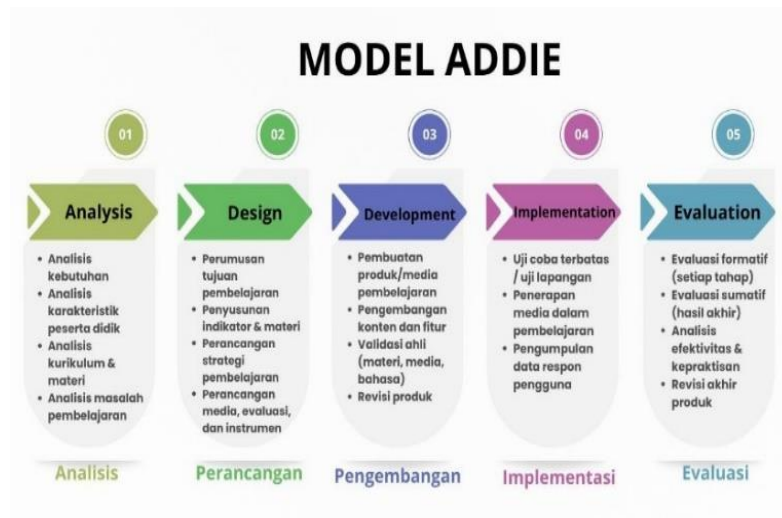 MODEL ADDIE
01
Analysis
• Analisis
kebutuhan
• Analisis
karakteristik
peserta didik
• Analisis
kurikulum &
materi
• Analisis masalah
pembelajaran
Analisis
02
Design
• Perumusan
tujuan
pembelajaran
• Penyusunan
indikator & materi
• Perancangan
strategi
pembelajaran
• Perancangan
media, evaluasi,
dan instrumen
Perancangan
03
Development
• Pembuatan
produk/media
pembelajaran
• Pengembangan
konten dan fitur
• Validasi ahli
(materi, media,
bahasa)
• Revisi produk
Pengembangan
04
Implementation
• Uji coba terbatas
/ uji lapangan
• Penerapan
media dalam
pembelajaran
• Pengumpulan
data respon
pengguna
Implementasi
05
Evaluation
• Evaluasi formatif
(setiap tahap)
• Evaluasi sumatif
(hasil akhir)
• Analisis
efektivitas &
kepraktisan
• Revisi akhir
produk
Evaluasi